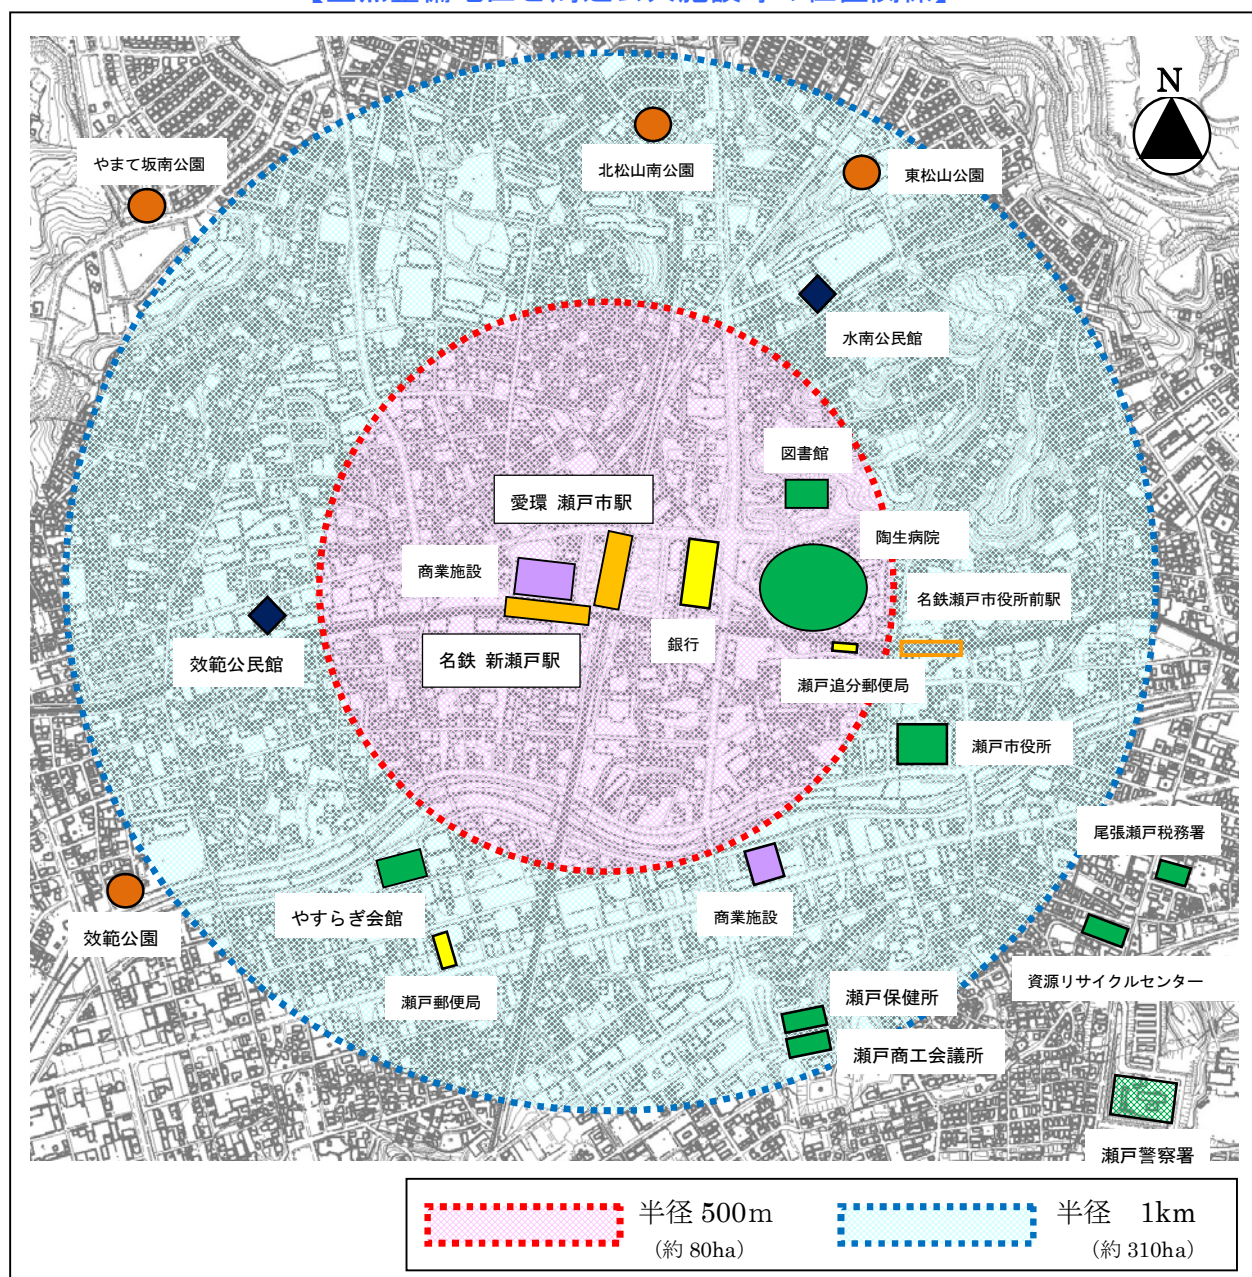 N
やまて坂南公園
北松山南公園
東松山公園
水南公民館
図書館
愛環 瀬戸市駅
陶生病院
商業施設
名鉄瀬戸市役所前駅
銀行
効範公民館
名鉄 新瀬戸駅
瀬戸追分郵便局
瀬戸市役所
尾張瀬戸税務署
やすらぎ会館
商業施設
効範公園
資源リサイクルセンター
瀬戸郵便局
瀬戸保健所
瀬戸商工会議所
瀬戸警察署
半径 500m
(約 80ha)
半径 1km
(約 310ha)